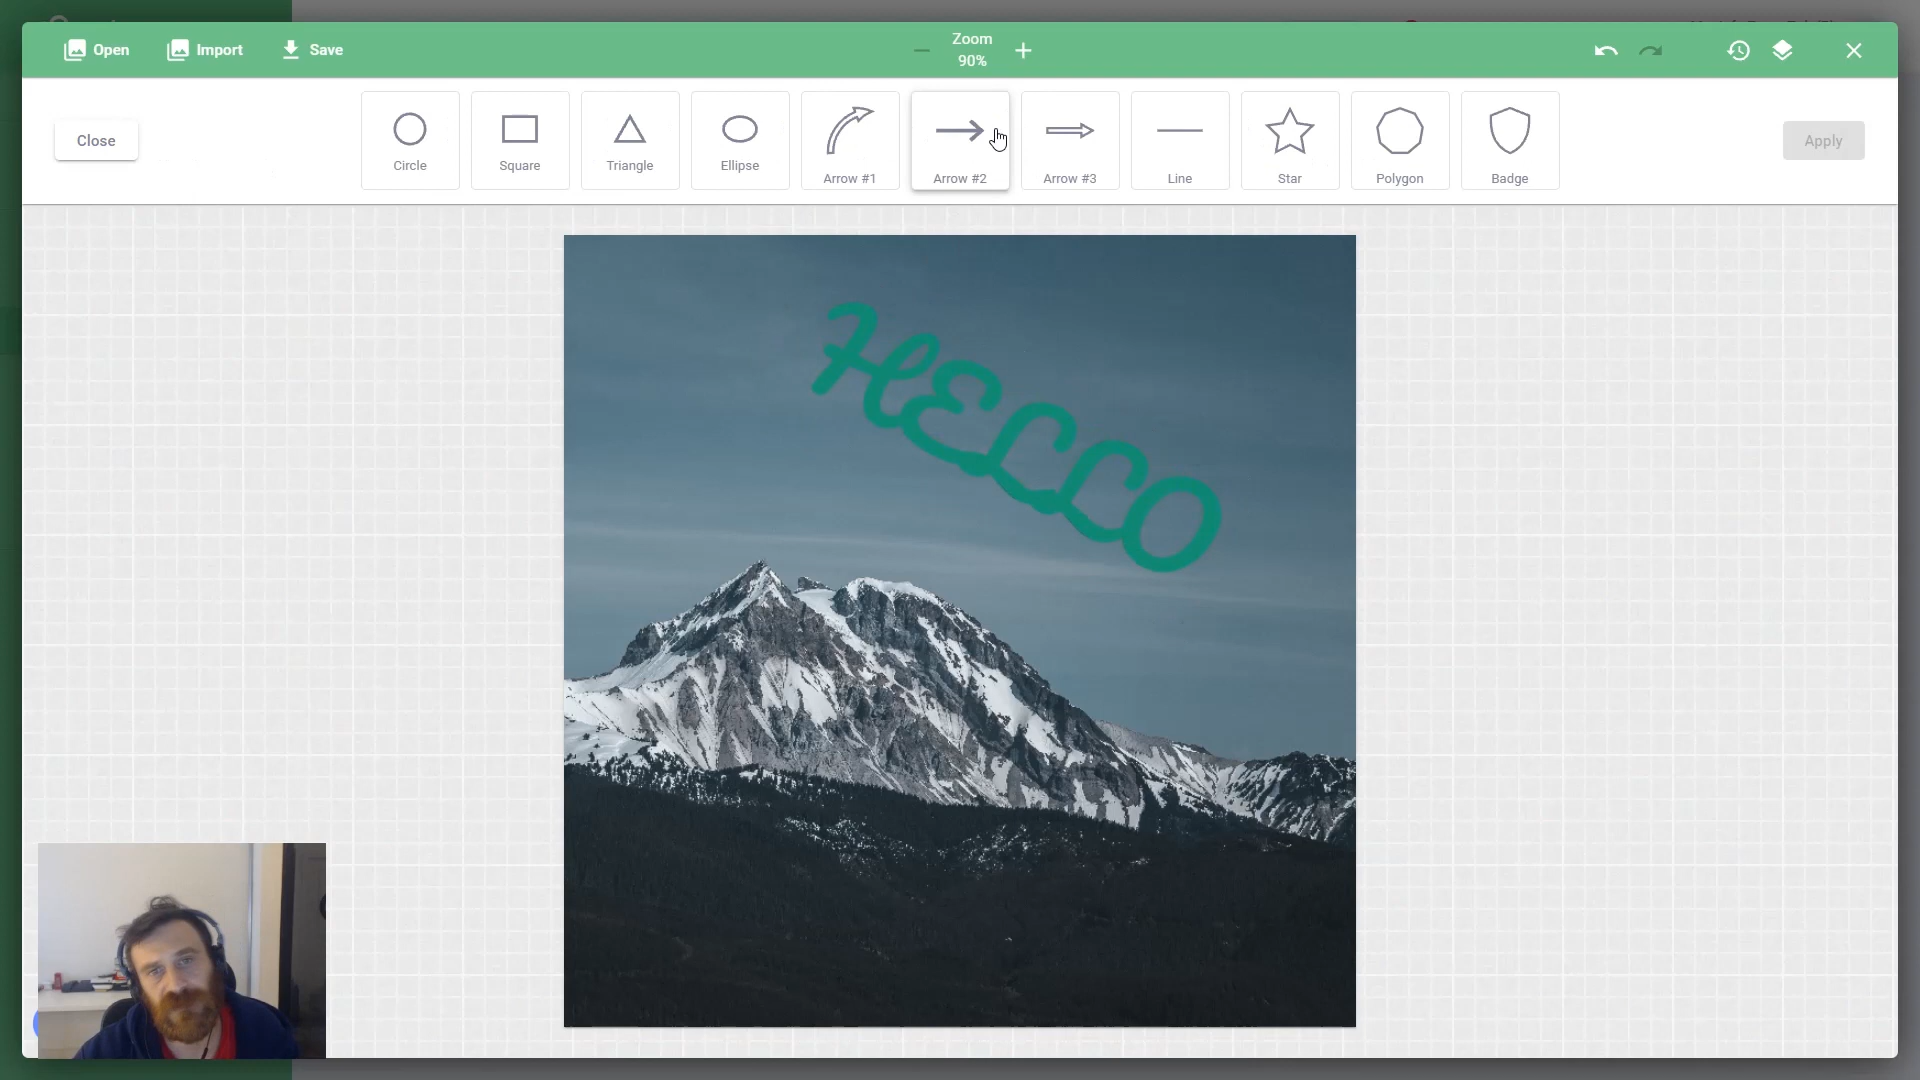 Open Import Save
Zoom
90%
Close
Circle Square Triangle Ellipse Arrow #1 Arrow #2 Arrow #3 Line Star Polygon Badge
Apply
HELLO